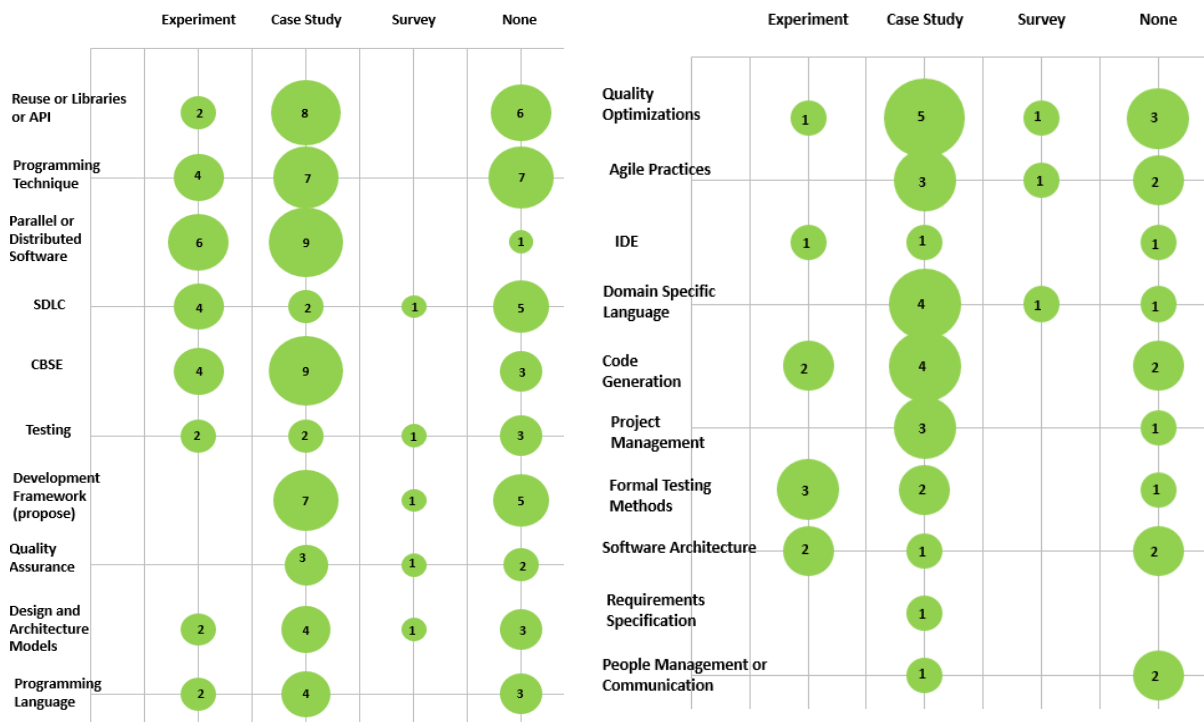 Experiment Case Study Survey None
Reuse or Libraries
or API
2 8 6
Programming
Technique
4 7 7
Parallel or
Distributed
Software
6 9 1
SDLC
4 2 1 5
CBSE
4 9 3
Testing
2 2 1 3
Development
Framework
(propose)
7 1 5
Quality
Assurance
3 1 2
Design and
Architecture
Models
2 4 1 3
Programming
Language
2 4 3
Experiment Case Study Survey None
Quality
Optimizations
1 5 1 3
Agile Practices
3 1 2
IDE
1 1 1
Domain Specific
Language
4 1 1
Code
Generation
2 4 2
Project
Management
3 1
Formal Testing
Methods
3 2 1
Software Architecture
2 1 2
Requirements
Specification
1
People Management or
Communication
1 2